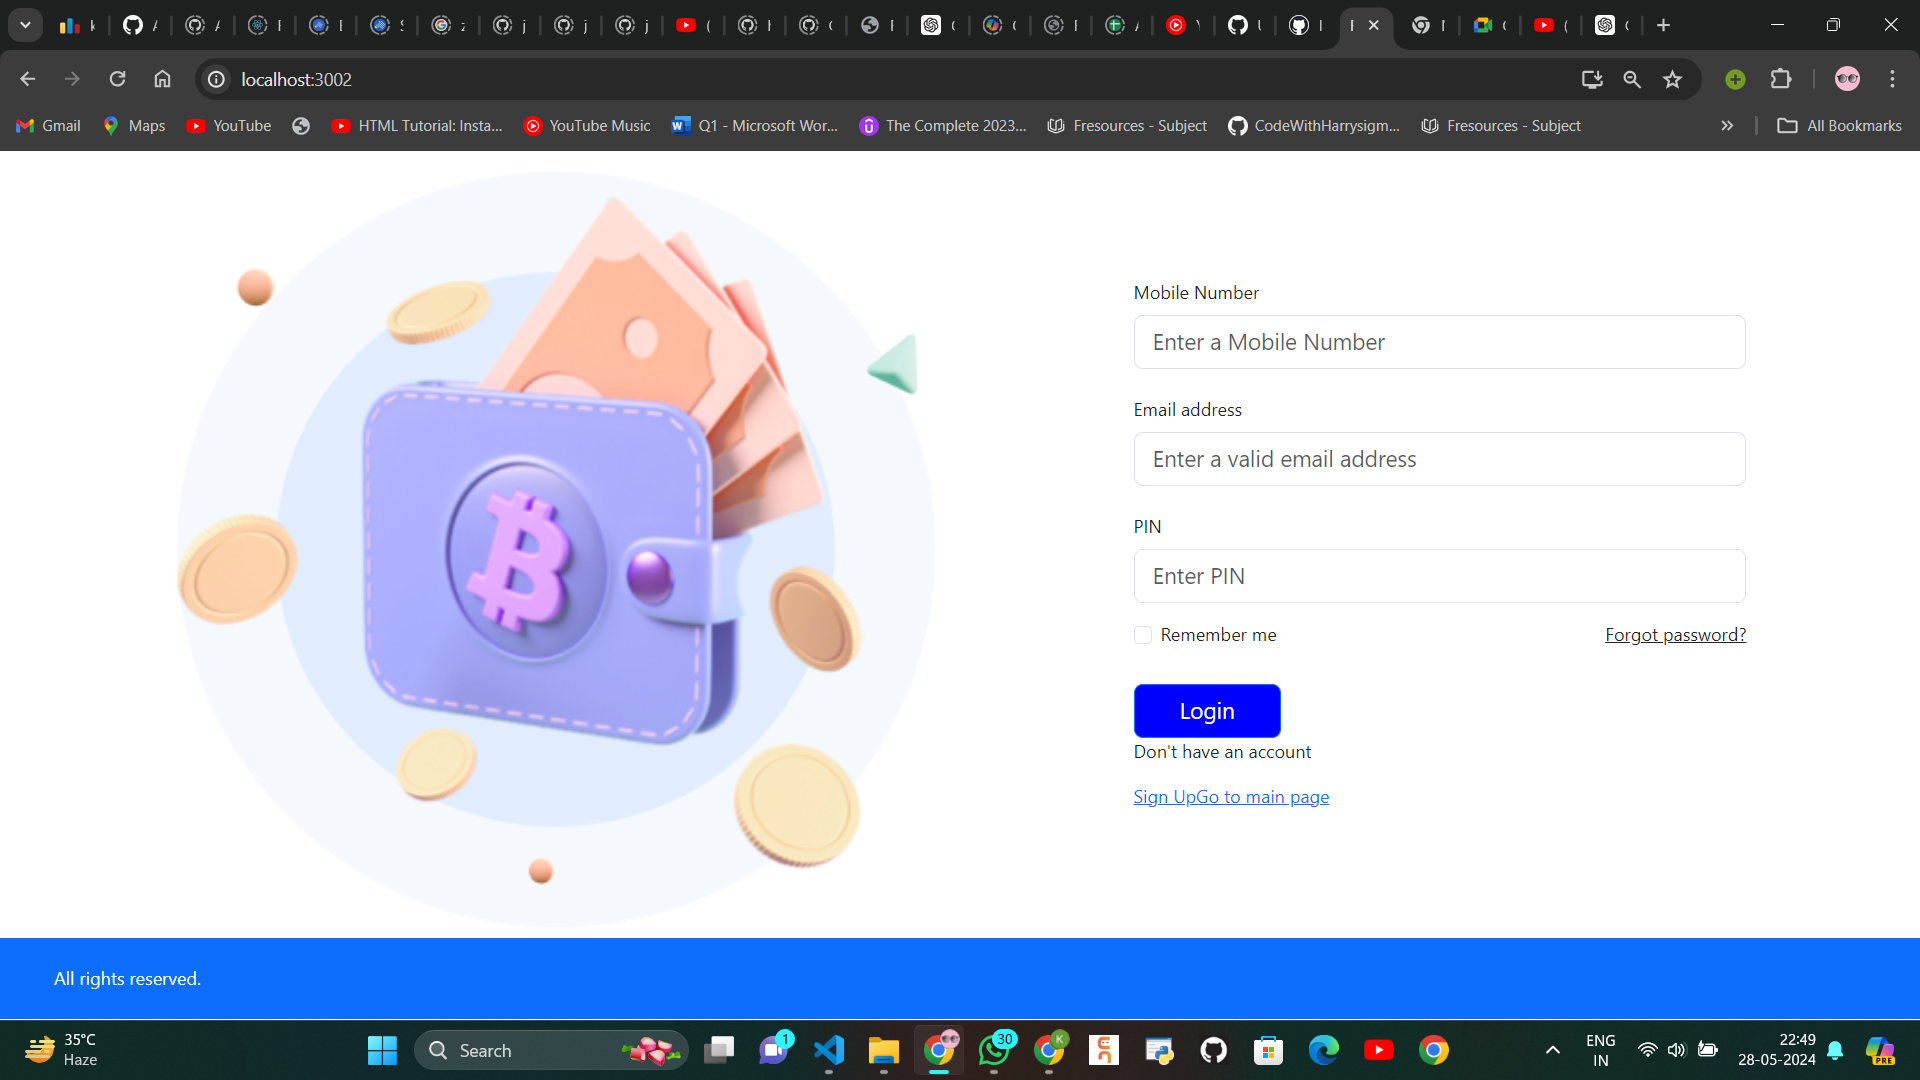 localhost:3002
Gmail
Maps
YouTube
HTML Tutorial: Insta...
YouTube Music
Q1 - Microsoft Wor...
The Complete 2023...
Fresources - Subject
CodeWithHarrysigm...
Fresources - Subject
All Bookmarks
Mobile Number
Enter a Mobile Number
Email address
Enter a valid email address
PIN
Enter PIN
Remember me
Forgot password?
Login
Don't have an account
Sign UpGo to main page
All rights reserved.
35°C
Haze
Search
1
30
K
ENG
IN
22:49
28-05-2024
PRE